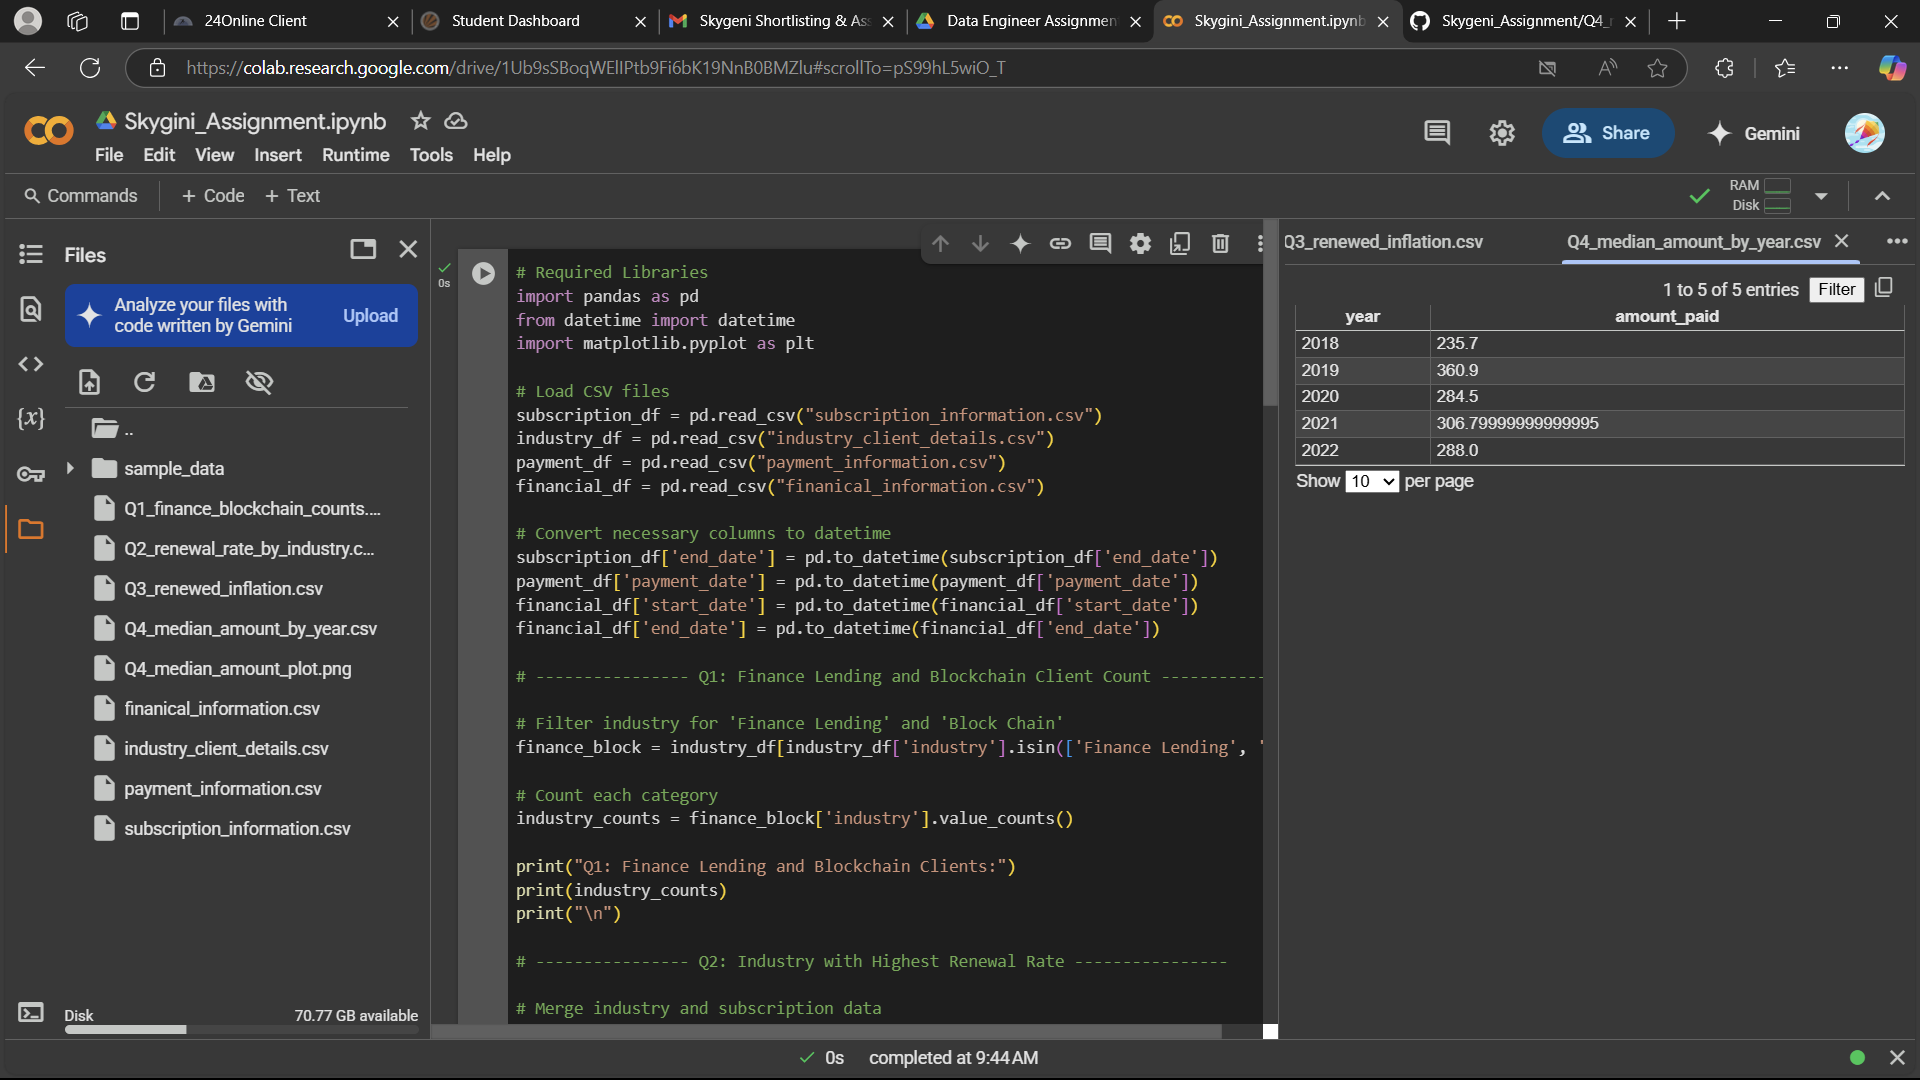 24Online Client
Student Dashboard
Skygeni Shortlisting & As
Data Engineer Assignmen
Skygini_Assignment.ipynb
Skygeni_Assignment/Q4_
https://colab.research.google.com/drive/1Ub9sSBoqWElIPtb9Fi6bK19NnB0BMZlu#scrollTo=pS99hL5wiO_T
Skygini_Assignment.ipynb
Share
Gemini
File Edit View Insert Runtime Tools Help
Commands + Code + Text
RAM
Disk
Files
Analyze your files with
code written by Gemini
Upload
..
sample_data
Q1_finance_blockchain_counts....
Q2_renewal_rate_by_industry.c...
Q3_renewed_inflation.csv
Q4_median_amount_by_year.csv
Q4_median_amount_plot.png
finanical_information.csv
industry_client_details.csv
payment_information.csv
subscription_information.csv
Disk 70.77 GB available
0s
# Required Libraries
import pandas as pd
from datetime import datetime
import matplotlib.pyplot as plt
# Load CSV files
subscription_df = pd.read_csv("subscription_information.csv")
industry_df = pd.read_csv("industry_client_details.csv")
payment_df = pd.read_csv("payment_information.csv")
financial_df = pd.read_csv("finanical_information.csv")
# Convert necessary columns to datetime
subscription_df['end_date'] = pd.to_datetime(subscription_df['end_date'])
payment_df['payment_date'] = pd.to_datetime(payment_df['payment_date'])
financial_df['start_date'] = pd.to_datetime(financial_df['start_date'])
financial_df['end_date'] = pd.to_datetime(financial_df['end_date'])
# ---------------- Q1: Finance Lending and Blockchain Client Count -----------
# Filter industry for 'Finance Lending' and 'Block Chain'
finance_block = industry_df[industry_df['industry'].isin(['Finance Lending', '
# Count each category
industry_counts = finance_block['industry'].value_counts()
print("Q1: Finance Lending and Blockchain Clients:")
print(industry_counts)
print("\n")
# ---------------- Q2: Industry with Highest Renewal Rate ----------------
# Merge industry and subscription data
Q3_renewed_inflation.csv
Q4_median_amount_by_year.csv
1 to 5 of 5 entries Filter
year amount_paid
2018 235.7
2019 360.9
2020 284.5
2021 306.79999999999995
2022 288.0
Show 10 per page
0s completed at 9:44 AM